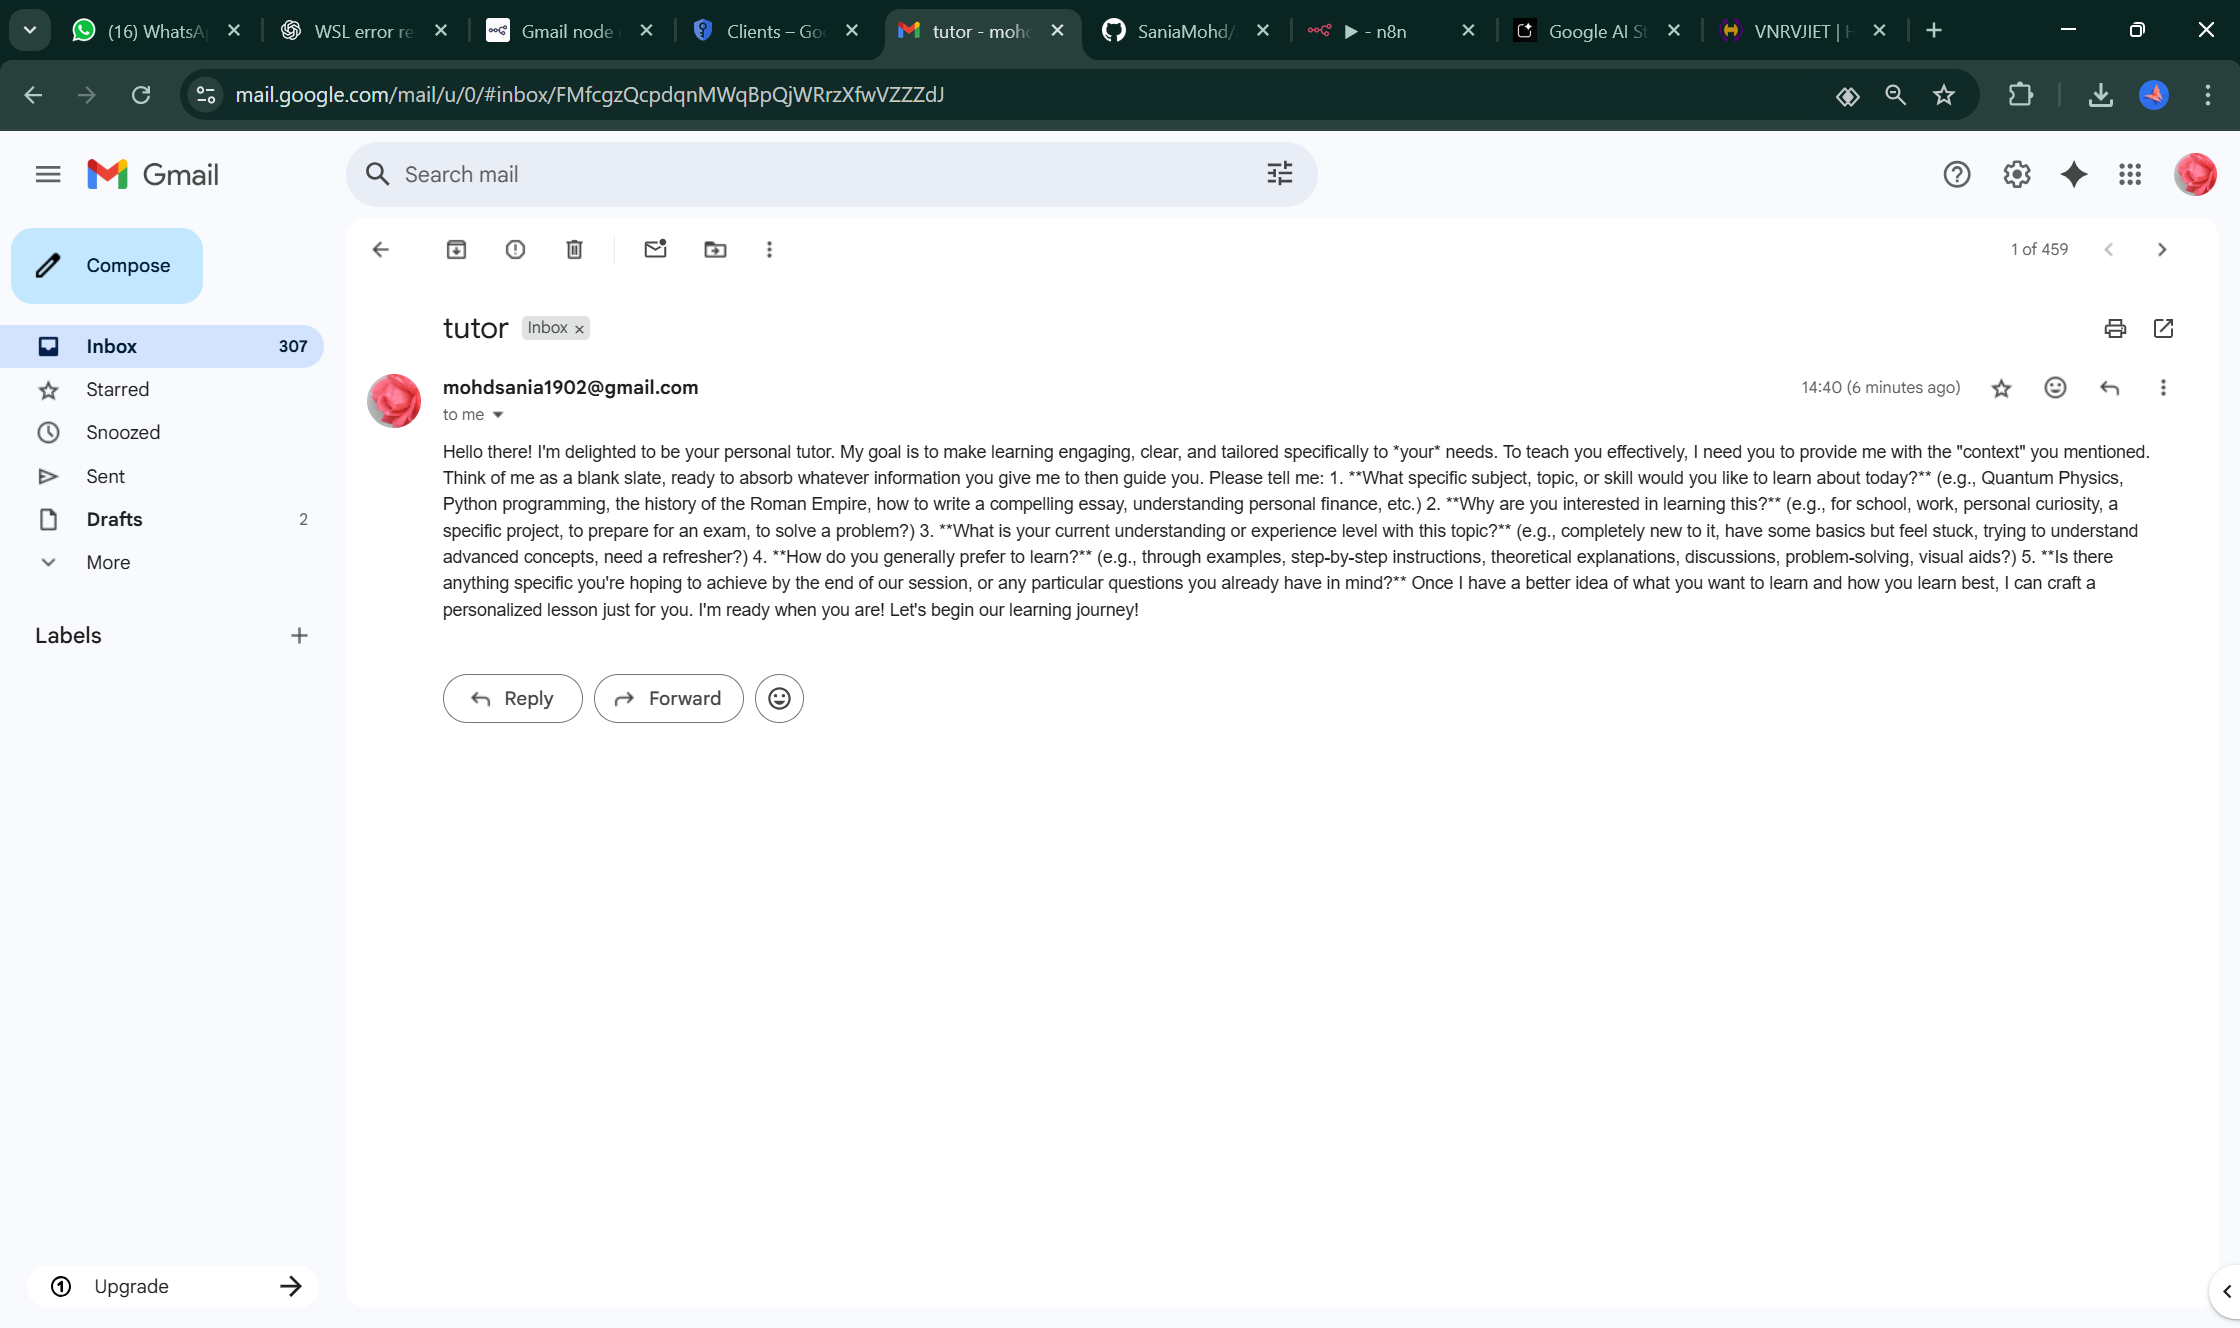 (16) WhatsA
WSL error re
Gmail node
Clients – Goo
tutor - mohd
SaniaMohd/
▶ - n8n
Google AI St
VNRVJIET | H
mail.google.com/mail/u/0/#inbox/FMfcgzQcpdqnMWqBpQjWRrzXfwVZZZdJ
Gmail
Search mail
Compose
1 of 459
Inbox 307
Starred
Snoozed
Sent
Drafts 2
More
Labels
tutor Inbox ×
mohdsania1902@gmail.com 14:40 (6 minutes ago)
to me
Hello there! I'm delighted to be your personal tutor. My goal is to make learning engaging, clear, and tailored specifically to *your* needs. To teach you effectively, I need you to provide me with the "context" you mentioned.
Think of me as a blank slate, ready to absorb whatever information you give me to then guide you. Please tell me: 1. **What specific subject, topic, or skill would you like to learn about today?** (e.g., Quantum Physics,
Python programming, the history of the Roman Empire, how to write a compelling essay, understanding personal finance, etc.) 2. **Why are you interested in learning this?** (e.g., for school, work, personal curiosity, a
specific project, to prepare for an exam, to solve a problem?) 3. **What is your current understanding or experience level with this topic?** (e.g., completely new to it, have some basics but feel stuck, trying to understand
advanced concepts, need a refresher?) 4. **How do you generally prefer to learn?** (e.g., through examples, step-by-step instructions, theoretical explanations, discussions, problem-solving, visual aids?) 5. **Is there
anything specific you're hoping to achieve by the end of our session, or any particular questions you already have in mind?** Once I have a better idea of what you want to learn and how you learn best, I can craft a
personalized lesson just for you. I'm ready when you are! Let's begin our learning journey!
Reply
Forward
Upgrade